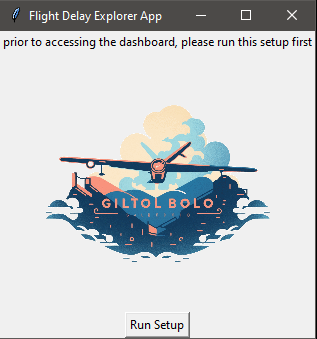 Flight Delay Explorer App
prior to accessing the dashboard, please run this setup first
GILTOL BOLO
Run Setup